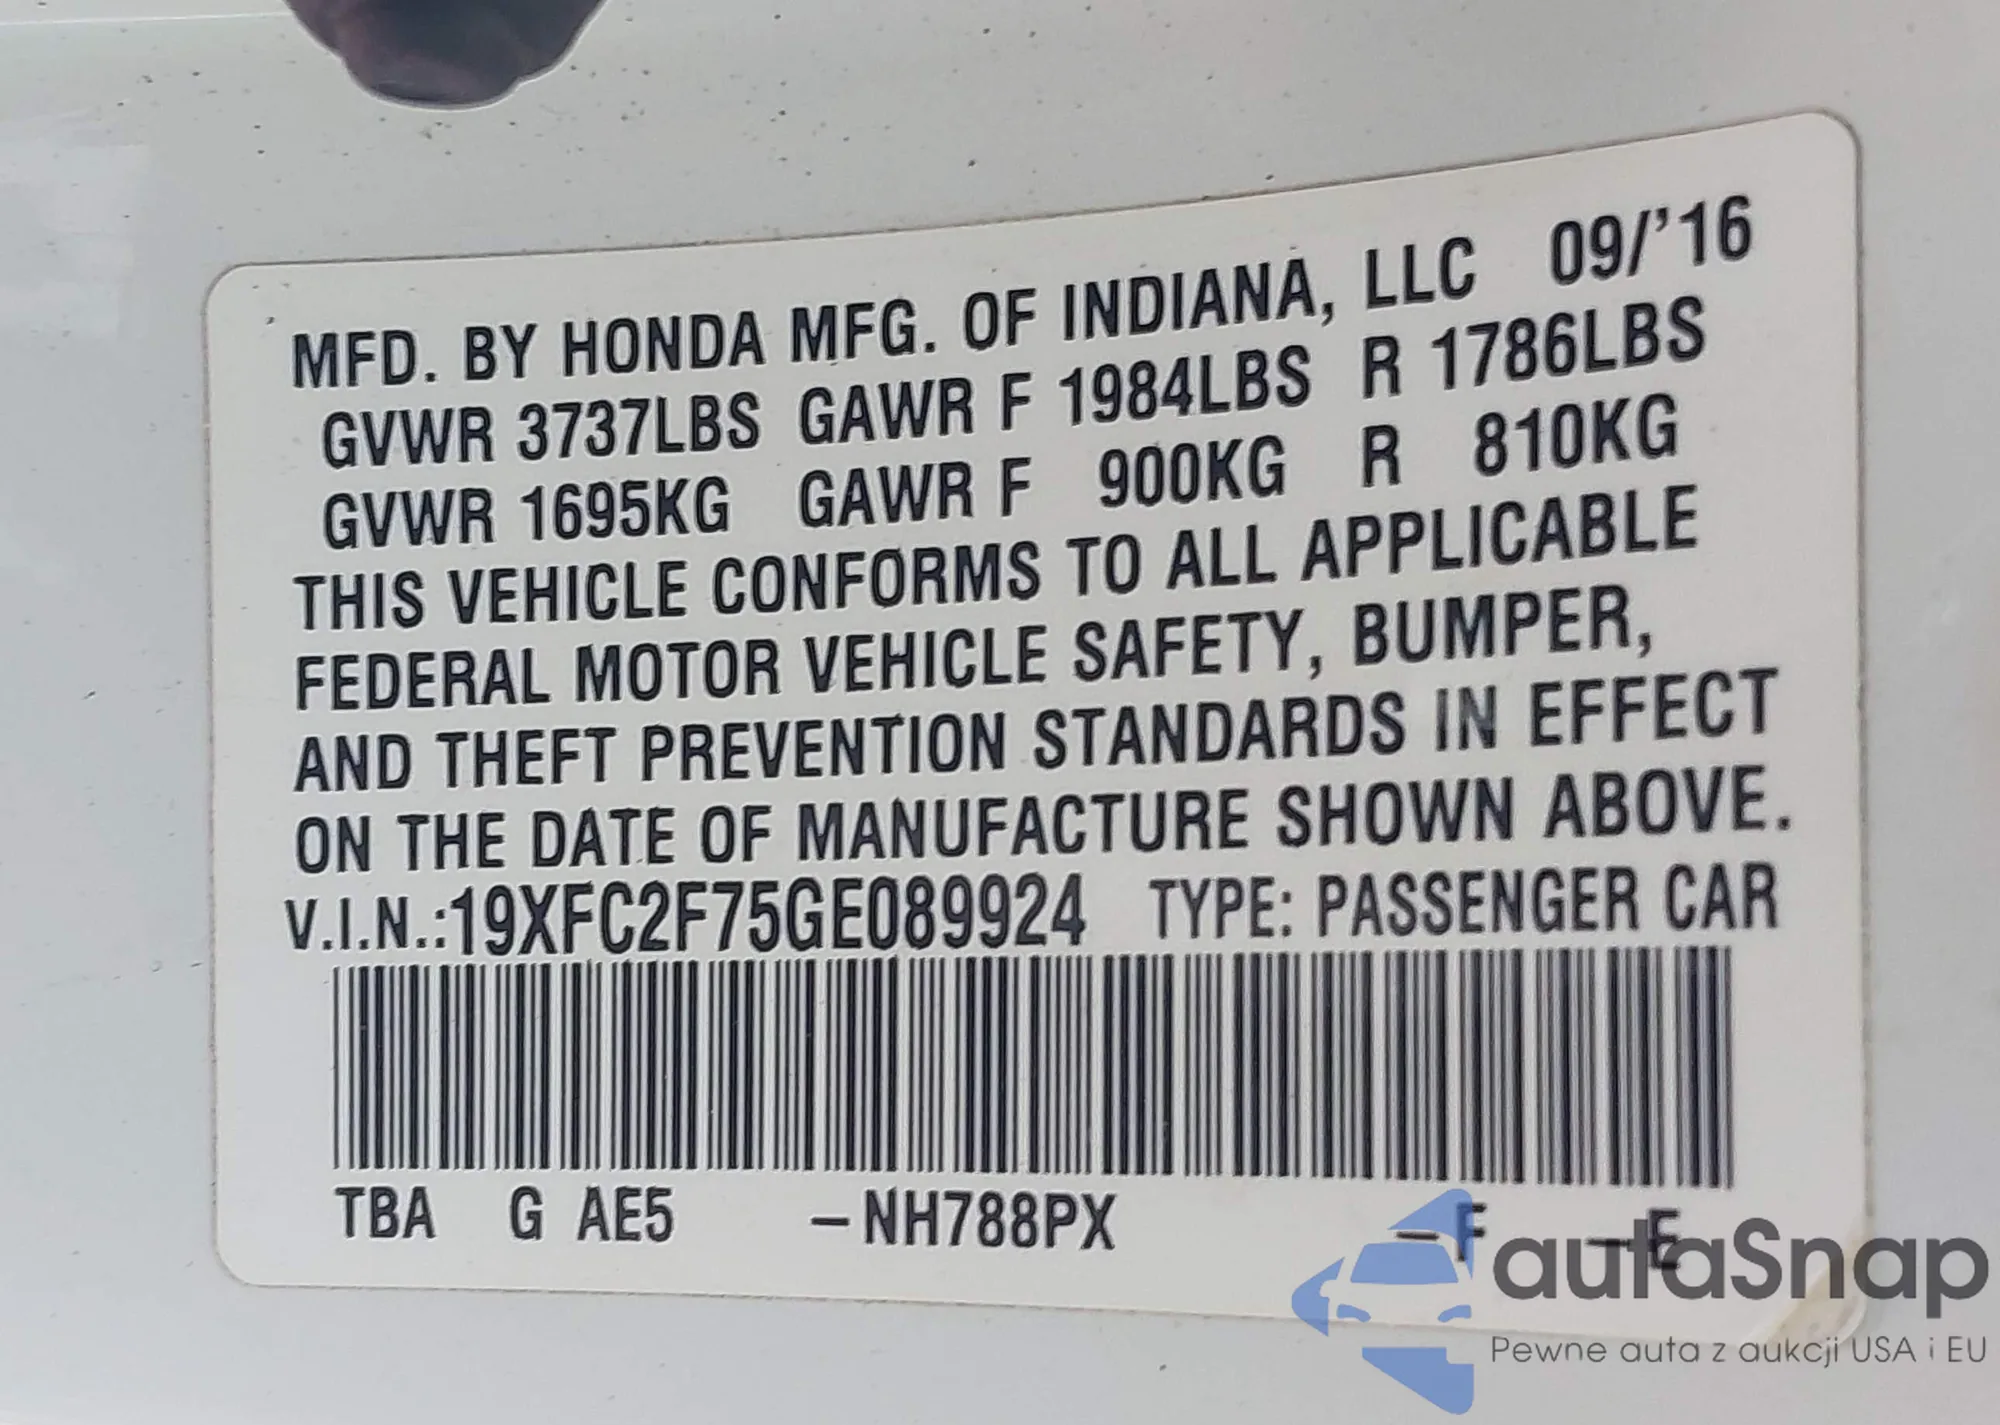 MFD. BY HONDA MFG. OF INDIANA, LLC 09/'16
GVWR 3737LBS GAWR F 1984LBS R 1786LBS
GVWR 1695KG GAWR F 900KG R 810KG
THIS VEHICLE CONFORMS TO ALL APPLICABLE
FEDERAL MOTOR VEHICLE SAFETY, BUMPER,
AND THEFT PREVENTION STANDARDS IN EFFECT
ON THE DATE OF MANUFACTURE SHOWN ABOVE.
V.I.N.:19XFC2F75GE089924 TYPE: PASSENGER CAR
TBA G AE5 -NH788PX -F -E
autaSnap
Pewne auta z aukcji USA i EU